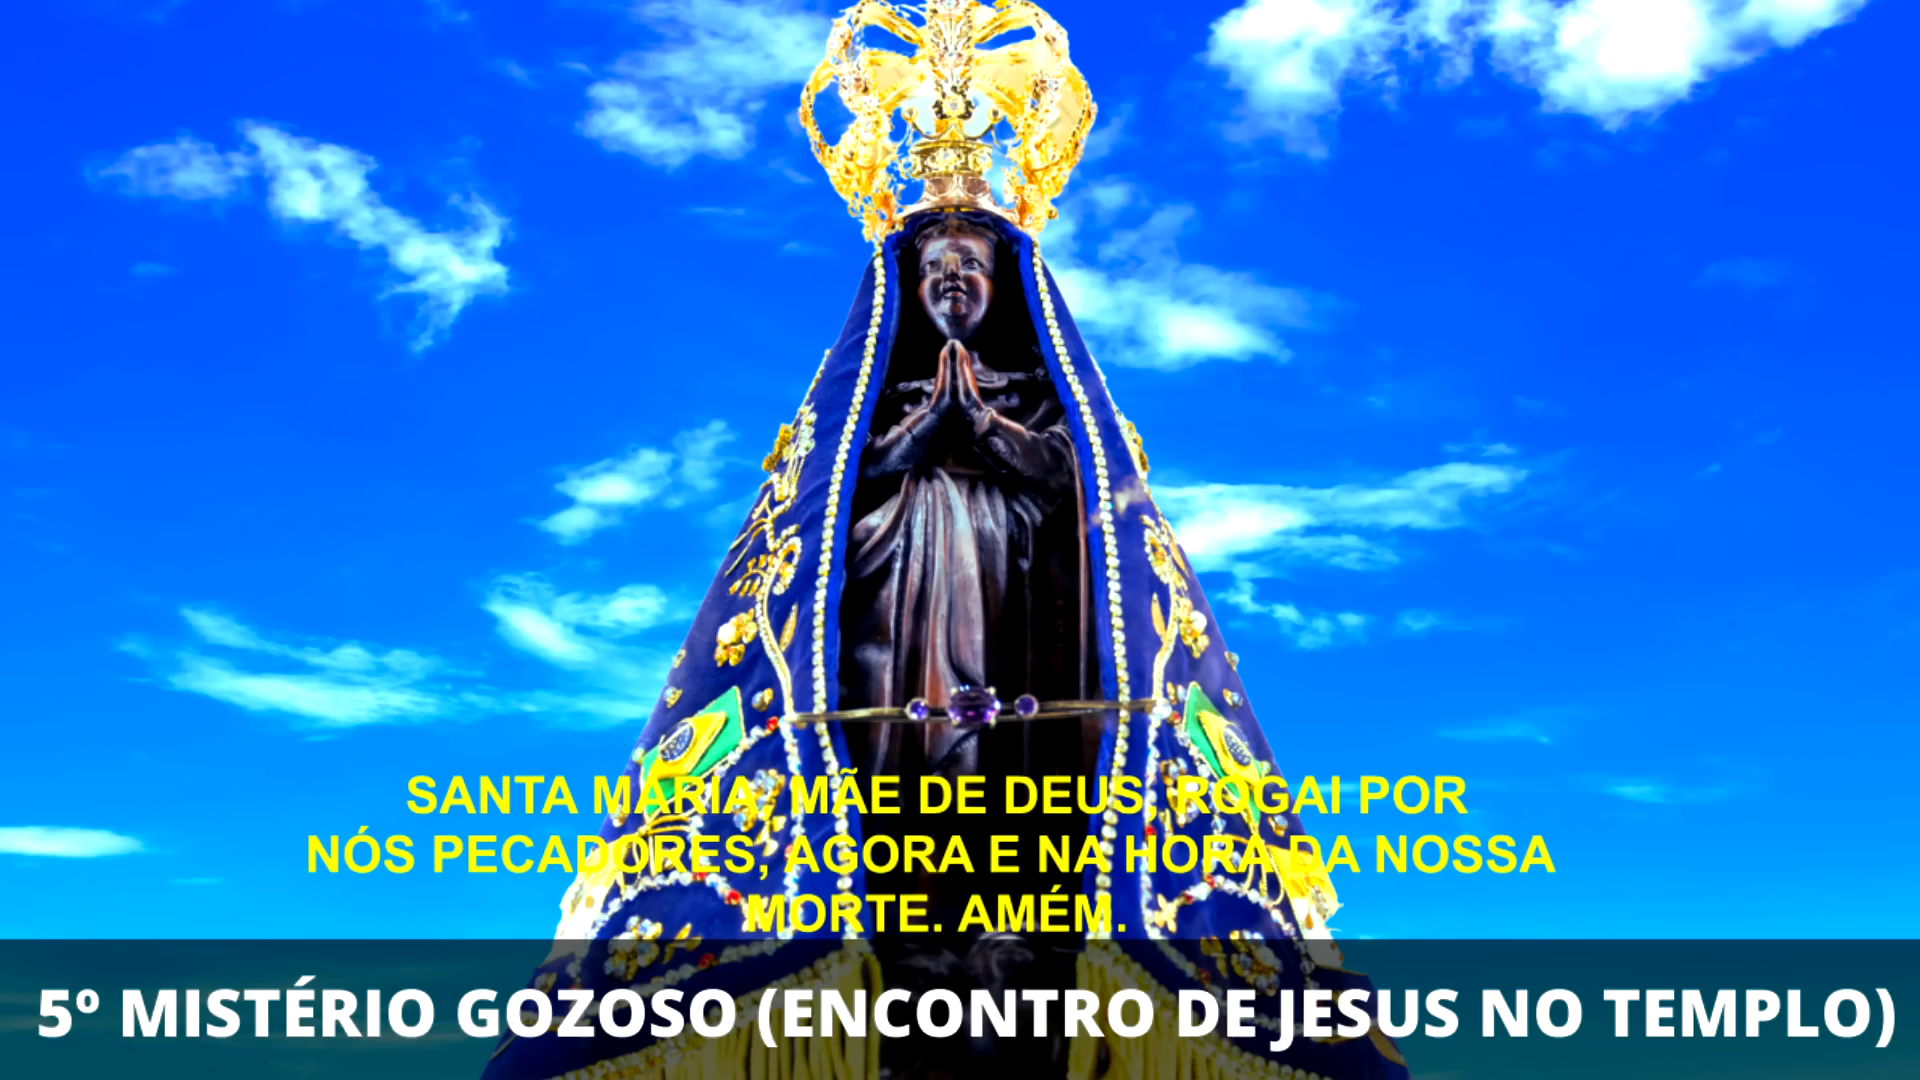 SANTA MARIA, MÃE DE DEUS, ROGAI POR
NÓS PECADORES, AGORA E NA HORA DA NOSSA
MORTE. AMÉM.
5º MISTÉRIO GOZOSO (ENCONTRO DE JESUS NO TEMPLO)